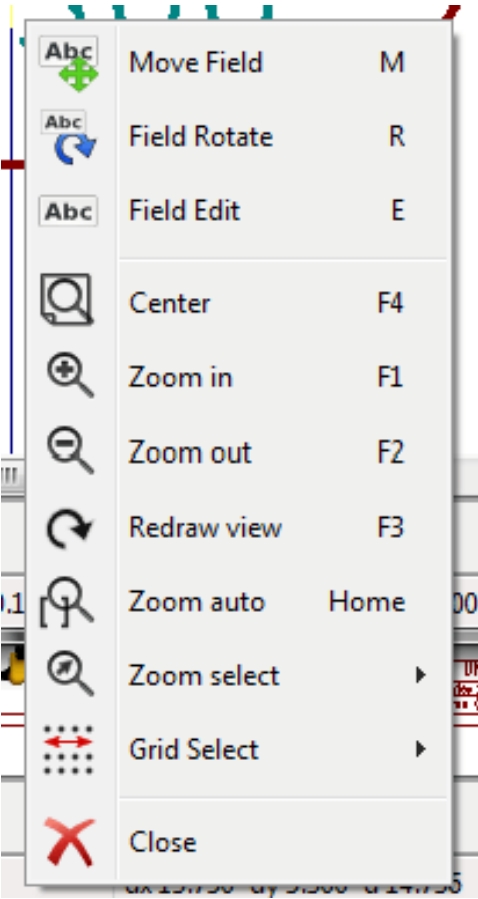 Abc Move Field M
Abc Field Rotate R
Abc Field Edit E
Center F4
Zoom in F1
Zoom out F2
Redraw view F3
Zoom auto Home
Zoom select
Grid Select
Close